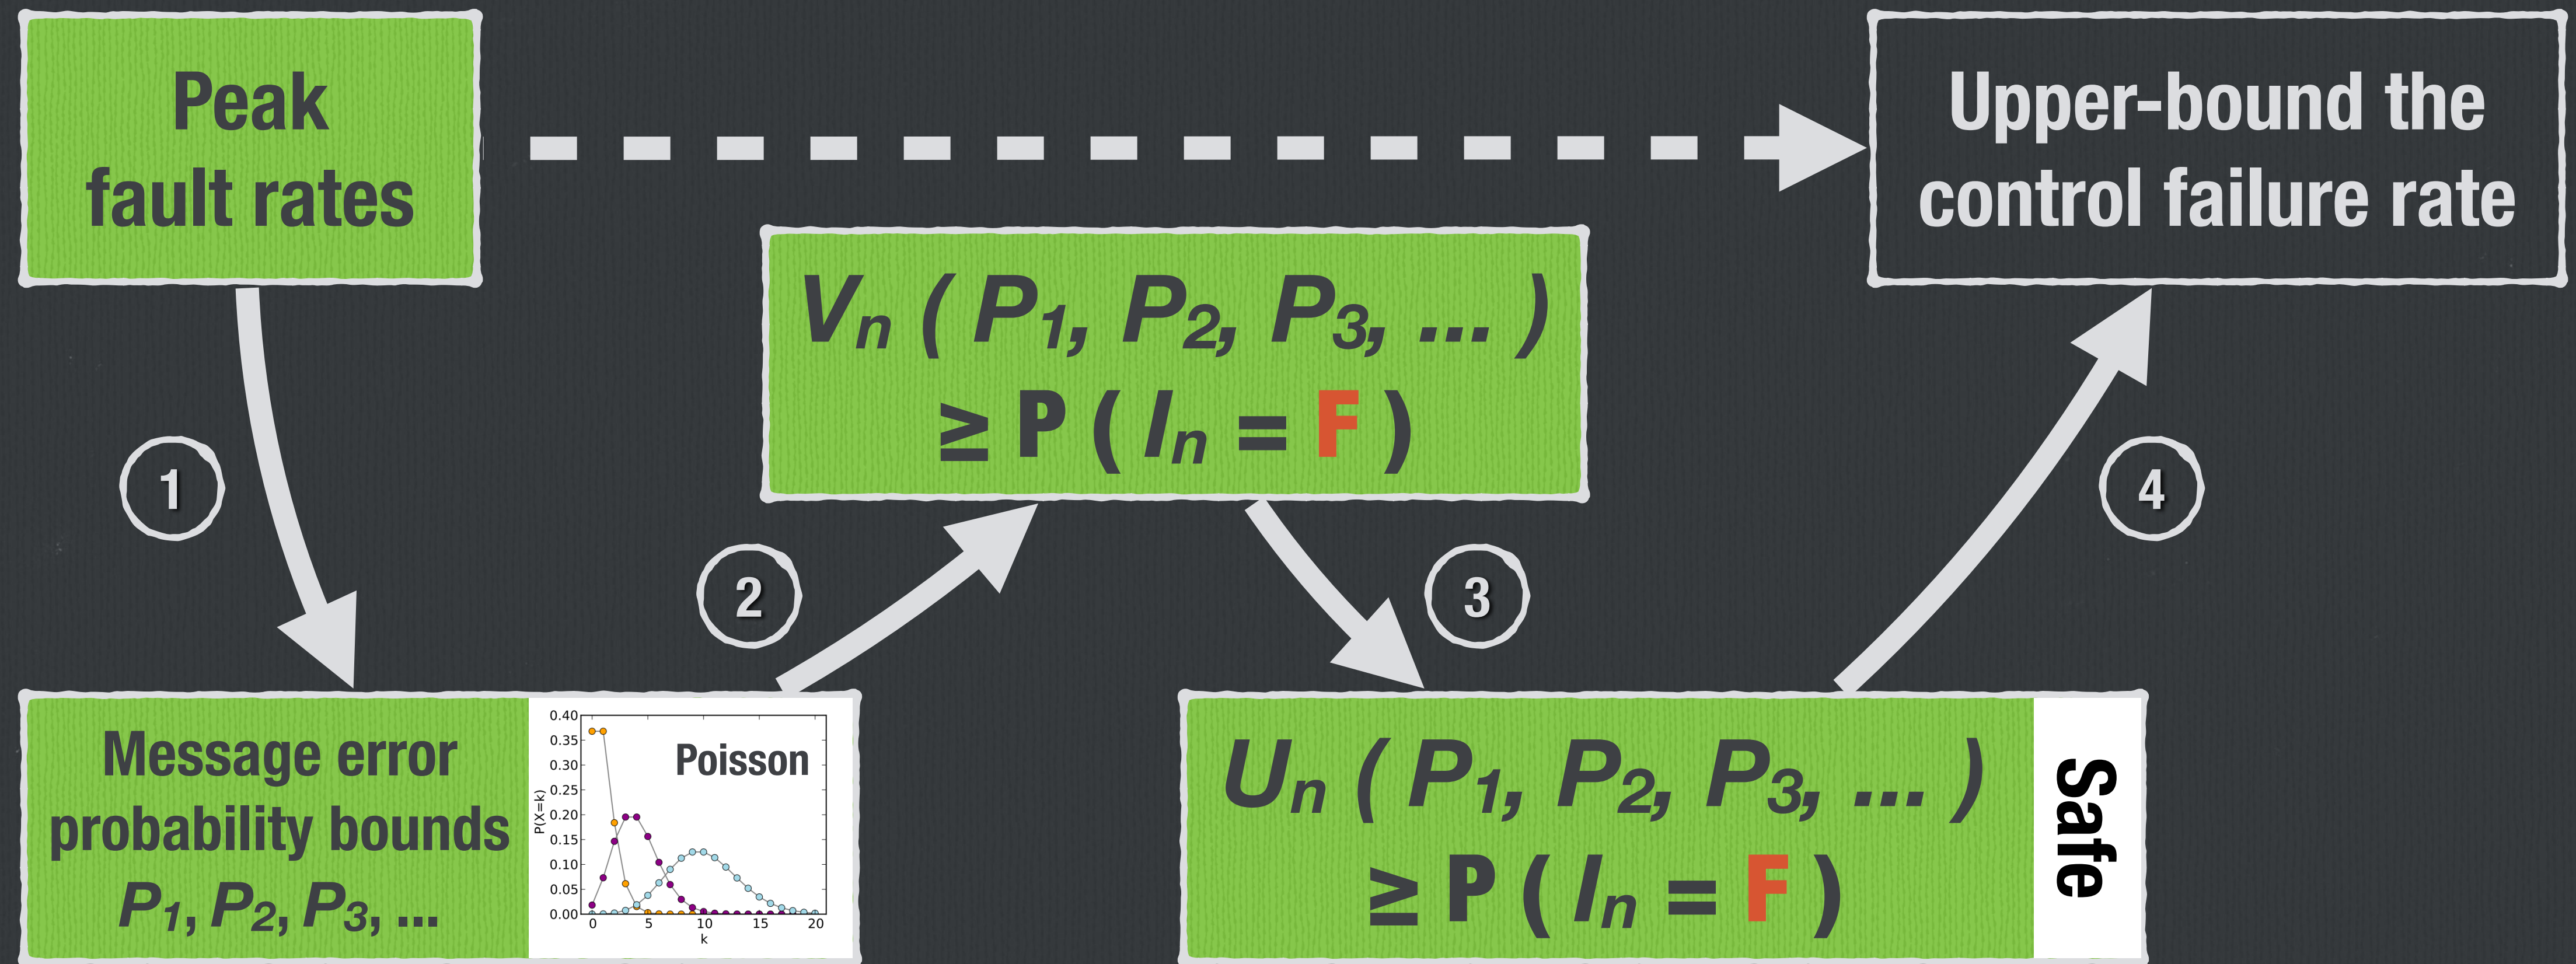 Peak
fault rates
Upper-bound the
control failure rate
Vn ( P1, P2, P3, ... )
≥ P ( In = F )
1
2
3
4
Message error
probability bounds
P1, P2, P3, ...
Poisson
0.40
0.35
0.30
0.25
0.20
0.15
0.10
0.05
0.00
P(X=k)
0 5 10 15 20
k
Un ( P1, P2, P3, ... )
≥ P ( In = F )
Safe